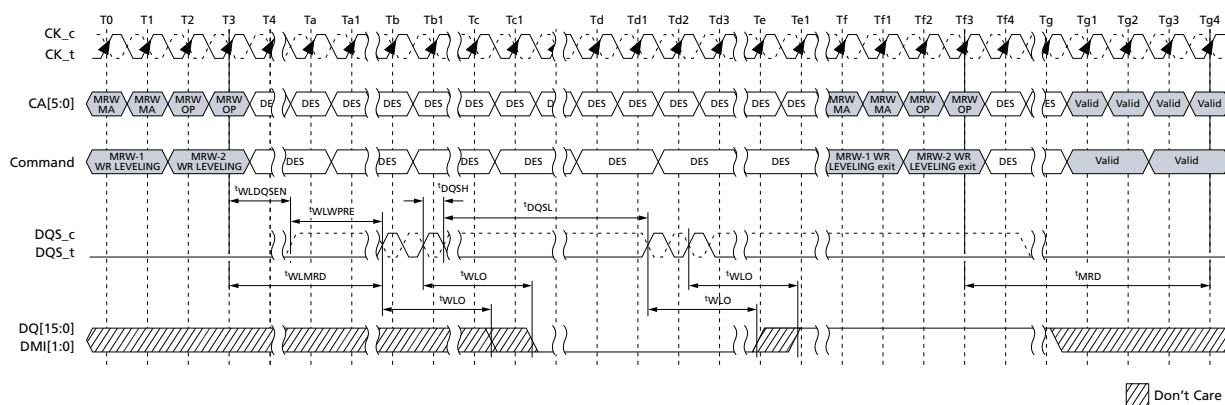 T0 T1 T2 T3 T4 Ta Ta1 Tb Tb1 Tc Tc1 Td Td1 Td2 Td3 Te Te1 Tf Tf1 Tf2 Tf3 Tf4 Tg Tg1 Tg2 Tg3 Tg4
CK_c
CK_t
CA[5:0] MRW MA MRW MA MRW OP MRW OP DE DES DES DES DES DES DES D DES DES DES DES DES DES MRW MA MRW MA MRW OP MRW OP DES DES ES Valid Valid Valid Valid
Command MRW-1 WR LEVELING MRW-2 WR LEVELING DES DES DES DES DES DES DES MRW-1 WR LEVELING exit MRW-2 WR LEVELING exit DES Valid Valid
tWLDQSEN tDQSH
tWLWPRE tDQSL
DQS_c
DQS_t
tWLMRD tWLO tWLO tMRD
tWLO tWLO
DQ[15:0]
DMI[1:0]
Don't Care